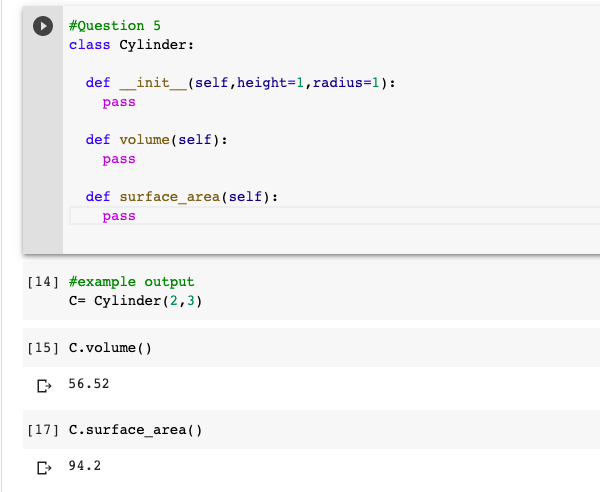 #Question 5
class Cylinder:
def __init__(self,height=1,radius=1):
pass
def volume(self):
pass
def surface_area(self):
pass
[14] #example output
C= Cylinder(2,3)
[15] C.volume()
56.52
[17] C.surface_area()
94.2